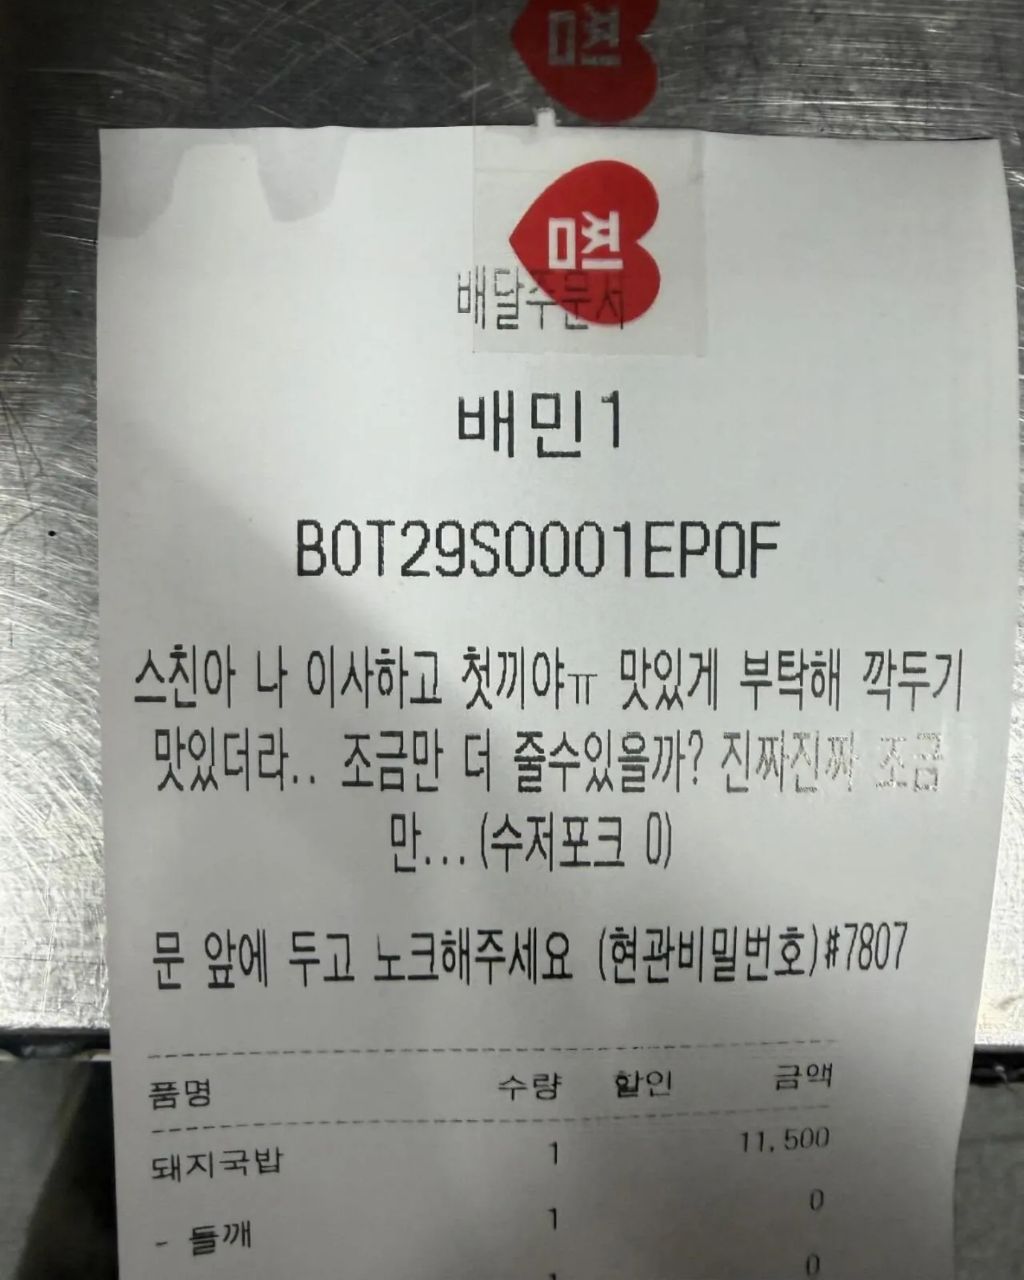 찜
찜
배달주문서
배민1
B0T29S0001EP0F
스친아 나 이사하고 첫끼야ㅠ 맛있게 부탁해 깍두기
맛있더라.. 조금만 더 줄수있을까? 진짜진짜 조금
만...(수저포크 0)
문 앞에 두고 노크해주세요 (현관비밀번호)#7807
품명 수량 할인 금액
돼지국밥 1 11,500
- 들깨 1 0
1 0